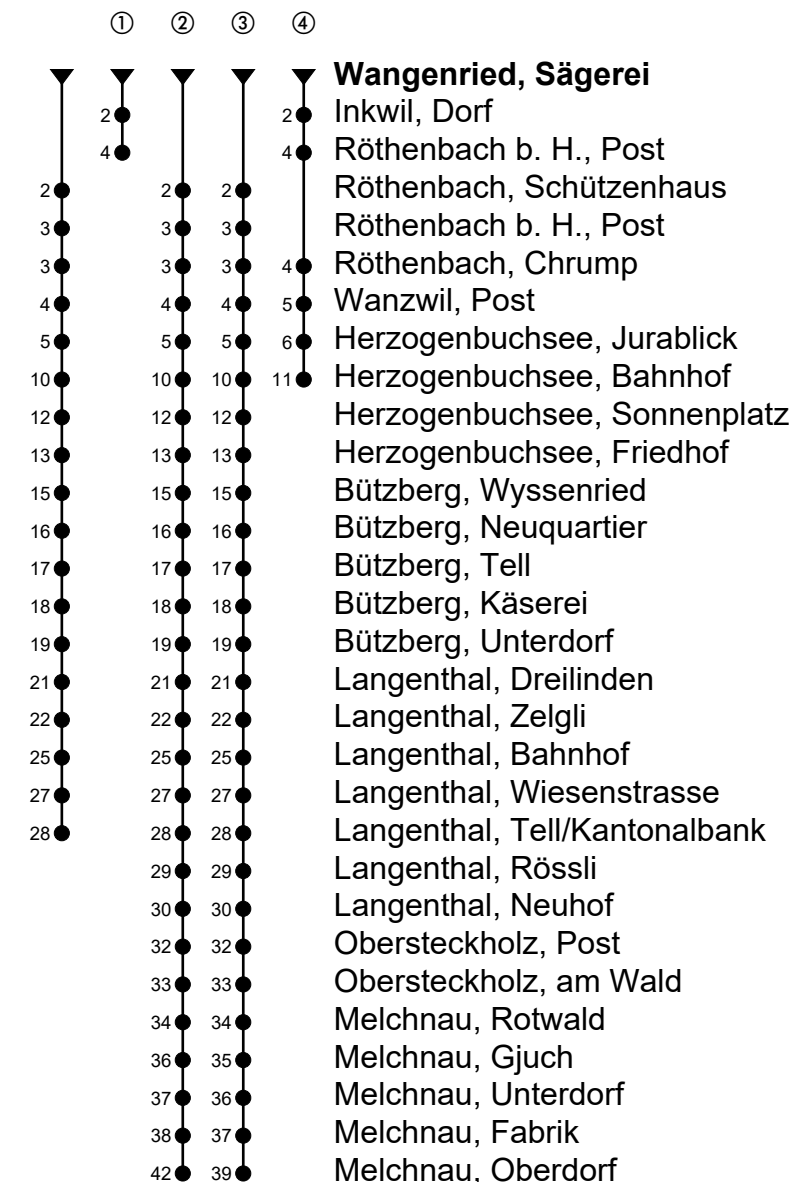 ① ② ③ ④
Wangenried, Sägerei
2 2 Inkwil, Dorf
4 4 Röthenbach b. H., Post
2 2 2 Röthenbach, Schützenhaus
3 3 3 Röthenbach b. H., Post
3 3 3 4 Röthenbach, Chrump
4 4 4 5 Wanzwil, Post
5 5 5 6 Herzogenbuchsee, Jurablick
10 10 10 11 Herzogenbuchsee, Bahnhof
12 12 12 Herzogenbuchsee, Sonnenplatz
13 13 13 Herzogenbuchsee, Friedhof
15 15 15 Bützberg, Wyssenried
16 16 16 Bützberg, Neuquartier
17 17 17 Bützberg, Tell
18 18 18 Bützberg, Käserei
19 19 19 Bützberg, Unterdorf
21 21 21 Langenthal, Dreilinden
22 22 22 Langenthal, Zelgli
25 25 25 Langenthal, Bahnhof
27 27 27 Langenthal, Wiesenstrasse
28 28 28 Langenthal, Tell/Kantonalbank
29 29 Langenthal, Rössli
30 30 Langenthal, Neuhof
32 32 Obersteckholz, Post
33 33 Obersteckholz, am Wald
34 34 Melchnau, Rotwald
36 35 Melchnau, Gjuch
37 36 Melchnau, Unterdorf
38 37 Melchnau, Fabrik
42 39 Melchnau, Oberdorf